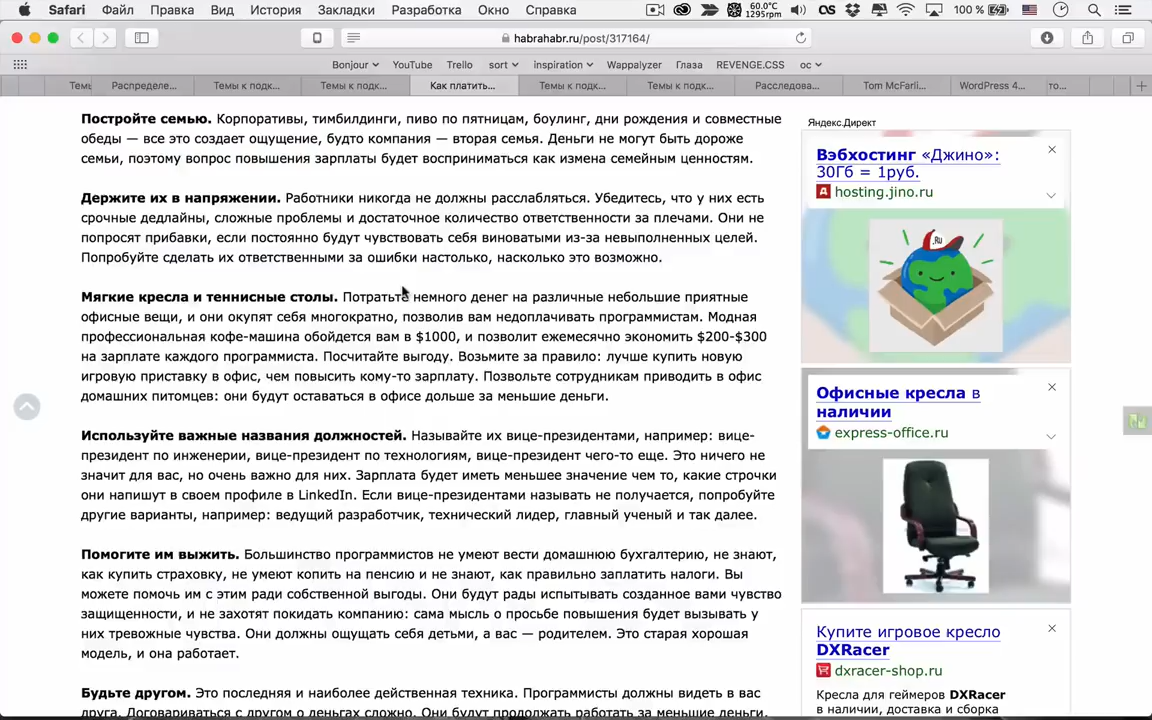 Safari Файл Правка Вид История Закладки Разработка Окно Справка 60.0°C 1295rpm 100 %
habrahabr.ru/post/317164/
Bonjour YouTube Trello sort inspiration Wappalyzer Глаза REVENGE.CSS ос
Темы Распределе... Темы к подк... Темы к подк... Как платить... Темы к подк... Темы к подк... Расследова... Tom McFarli... WordPress 4... то...
Постройте семью. Корпоративы, тимбилдинги, пиво по пятницам, боулинг, дни рождения и совместные
обеды — все это создает ощущение, будто компания — вторая семья. Деньги не могут быть дороже
семьи, поэтому вопрос повышения зарплаты будет восприниматься как измена семейным ценностям.
Держите их в напряжении. Работники никогда не должны расслабляться. Убедитесь, что у них есть
срочные дедлайны, сложные проблемы и достаточное количество ответственности за плечами. Они не
попросят прибавки, если постоянно будут чувствовать себя виноватыми из-за невыполненных целей.
Попробуйте сделать их ответственными за ошибки настолько, насколько это возможно.
Мягкие кресла и теннисные столы. Потратьте немного денег на различные небольшие приятные
офисные вещи, и они окупят себя многократно, позволив вам недоплачивать программистам. Модная
профессиональная кофе-машина обойдется вам в $1000, и позволит ежемесячно экономить $200-$300
на зарплате каждого программиста. Посчитайте выгоду. Возьмите за правило: лучше купить новую
игровую приставку в офис, чем повысить кому-то зарплату. Позвольте сотрудникам приводить в офис
домашних питомцев: они будут оставаться в офисе дольше за меньшие деньги.
Используйте важные названия должностей. Называйте их вице-президентами, например: вице-
президент по инженерии, вице-президент по технологиям, вице-президент чего-то еще. Это ничего не
значит для вас, но очень важно для них. Зарплата будет иметь меньшее значение чем то, какие строчки
они напишут в своем профиле в LinkedIn. Если вице-президентами называть не получается, попробуйте
другие варианты, например: ведущий разработчик, технический лидер, главный ученый и так далее.
Помогите им выжить. Большинство программистов не умеют вести домашнюю бухгалтерию, не знают,
как купить страховку, не умеют копить на пенсию и не знают, как правильно заплатить налоги. Вы
можете помочь им с этим ради собственной выгоды. Они будут рады испытывать созданное вами чувство
защищенности, и не захотят покидать компанию: сама мысль о просьбе повышения будет вызывать у
них тревожные чувства. Они должны ощущать себя детьми, а вас — родителем. Это старая хорошая
модель, и она работает.
Будьте другом. Это последняя и наиболее действенная техника. Программисты должны видеть в вас
друга. Договариваться с другом о деньгах сложно. Они будут продолжать работать за меньшие деньги,
Яндекс.Директ
Вэбхостинг «Джино»:
30Гб = 1руб.
hosting.jino.ru
.RU
Офисные кресла в
наличии
express-office.ru
Купите игровое кресло
DXRacer
dxracer-shop.ru
Кресла для геймеров DXRacer
в наличии, доставка и сборка